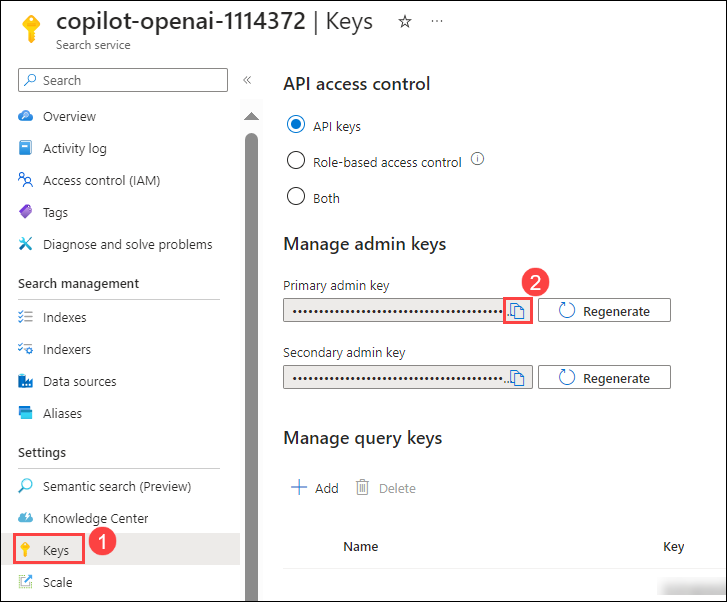 copilot-openai-1114372 | Keys ☆ ...
Search service
Search «
Overview
Activity log
Access control (IAM)
Tags
Diagnose and solve problems
Search management
Indexes
Indexers
Data sources
Aliases
Settings
Semantic search (Preview)
Knowledge Center
Keys 1
Scale
API access control
API keys
Role-based access control
Both
Manage admin keys
Primary admin key
2
Regenerate
Secondary admin key
Regenerate
Manage query keys
Add Delete
Name Key